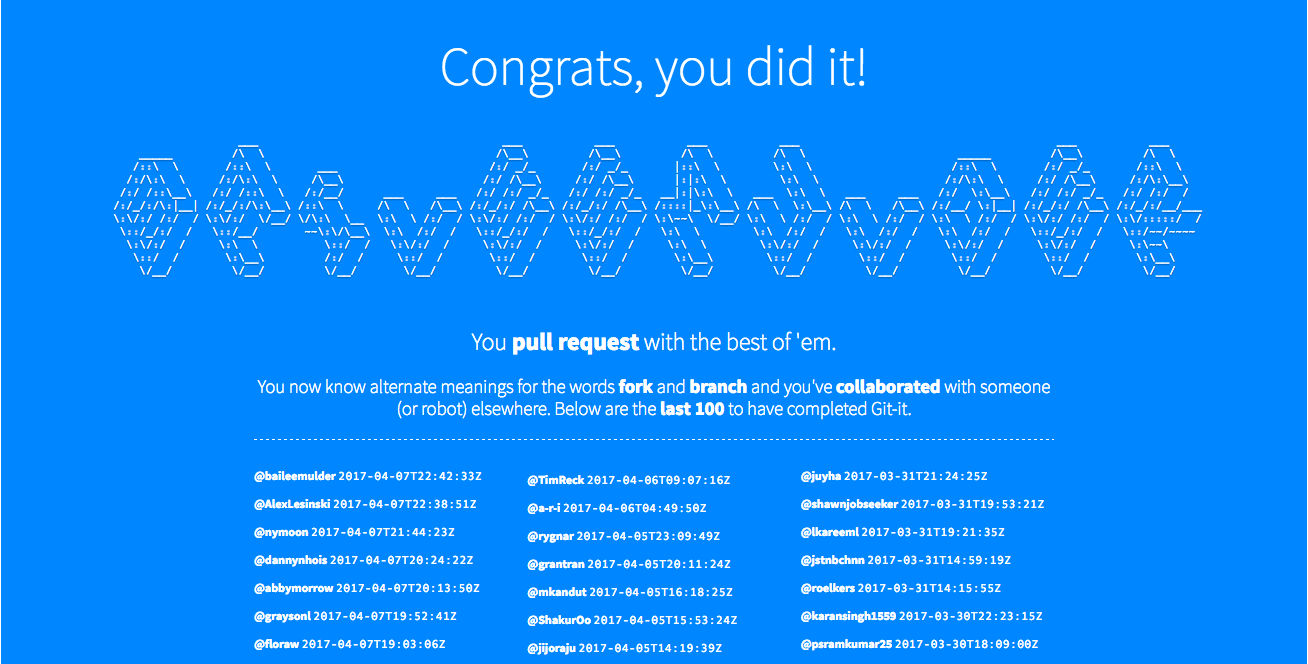 Congrats, you did it!
You pull request with the best of 'em.
You now know alternate meanings for the words fork and branch and you've collaborated with someone
(or robot) elsewhere. Below are the last 100 to have completed Git-it.
@baileemulder 2017-04-07T22:42:33Z
@AlexLesinski 2017-04-07T22:38:51Z
@nymoon 2017-04-07T21:44:23Z
@dannynhois 2017-04-07T20:24:22Z
@abbymorrow 2017-04-07T20:13:50Z
@graysonl 2017-04-07T19:52:41Z
@floraw 2017-04-07T19:03:06Z
@TimReck 2017-04-06T09:07:16Z
@a-r-i 2017-04-06T04:49:50Z
@rygnar 2017-04-05T23:09:49Z
@grantran 2017-04-05T20:11:24Z
@mkandut 2017-04-05T16:18:25Z
@ShakurOo 2017-04-05T15:53:24Z
@jijoraju 2017-04-05T14:19:39Z
@juyha 2017-03-31T21:24:25Z
@shawnjobseeker 2017-03-31T19:53:21Z
@lkareeml 2017-03-31T19:21:35Z
@jstnbchnn 2017-03-31T14:59:19Z
@roelkers 2017-03-31T14:15:55Z
@karansingh1559 2017-03-30T22:23:15Z
@psramkumar25 2017-03-30T18:09:00Z